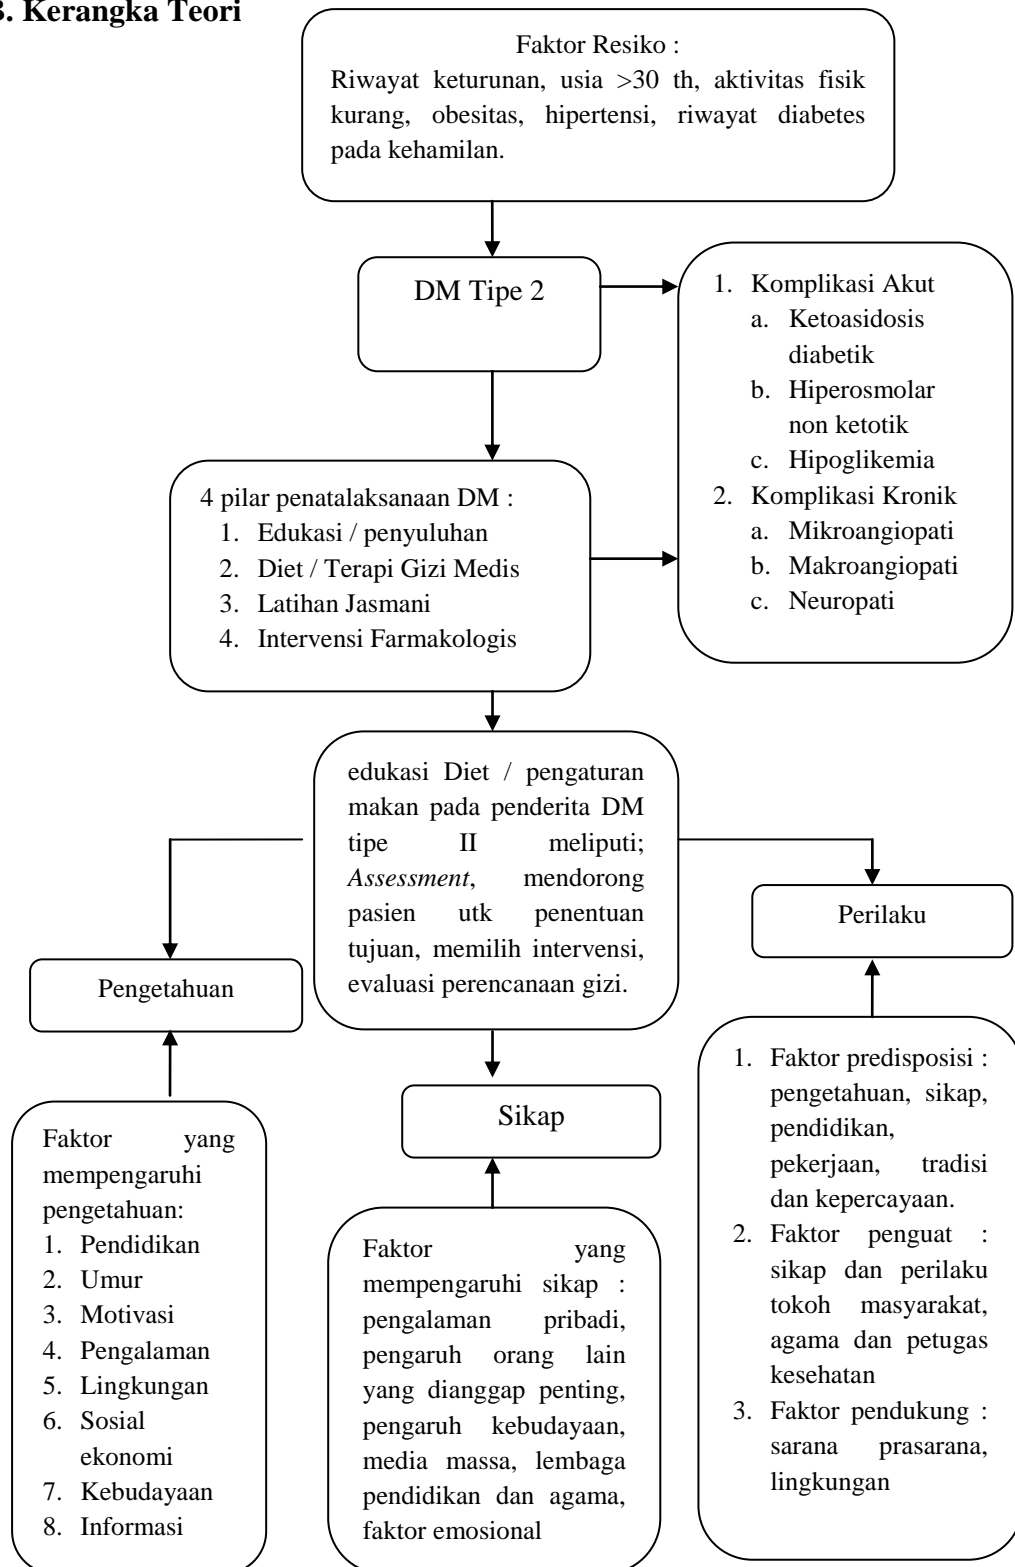 . Kerangka Teori
Faktor Resiko :
Riwayat keturunan, usia >30 th, aktivitas fisik
kurang, obesitas, hipertensi, riwayat diabetes
pada kehamilan.
DM Tipe 2
1. Komplikasi Akut
a. Ketoasidosis
diabetik
b. Hiperosmolar
non ketotik
c. Hipoglikemia
2. Komplikasi Kronik
a. Mikroangiopati
b. Makroangiopati
c. Neuropati
4 pilar penatalaksanaan DM :
1. Edukasi / penyuluhan
2. Diet / Terapi Gizi Medis
3. Latihan Jasmani
4. Intervensi Farmakologis
edukasi Diet / pengaturan
makan pada penderita DM
tipe II meliputi;
Assessment, mendorong
pasien utk penentuan
tujuan, memilih intervensi,
evaluasi perencanaan gizi.
Pengetahuan
Sikap
Perilaku
Faktor yang
mempengaruhi
pengetahuan:
1. Pendidikan
2. Umur
3. Motivasi
4. Pengalaman
5. Lingkungan
6. Sosial
ekonomi
7. Kebudayaan
8. Informasi
Faktor yang
mempengaruhi sikap :
pengalaman pribadi,
pengaruh orang lain
yang dianggap penting,
pengaruh kebudayaan,
media massa, lembaga
pendidikan dan agama,
faktor emosional
1. Faktor predisposisi :
pengetahuan, sikap,
pendidikan,
pekerjaan, tradisi
dan kepercayaan.
2. Faktor penguat :
sikap dan perilaku
tokoh masyarakat,
agama dan petugas
kesehatan
3. Faktor pendukung :
sarana prasarana,
lingkungan